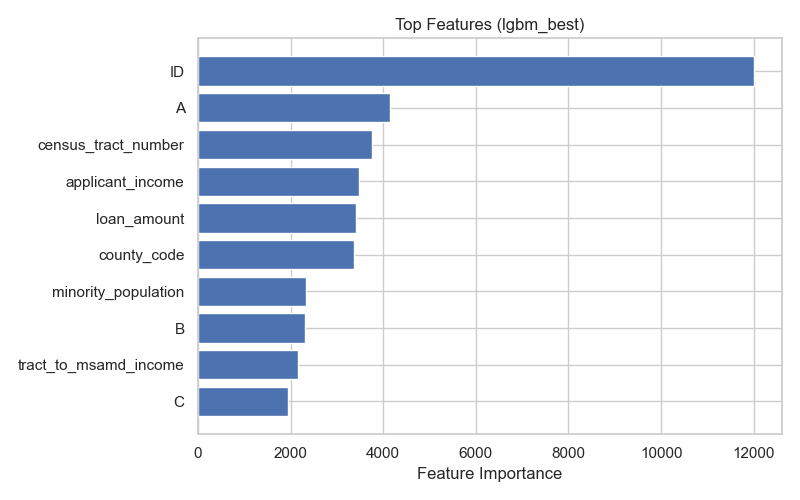 Top Features (lgbm_best)
ID
A
census_tract_number
applicant_income
loan_amount
county_code
minority_population
B
tract_to_msamd_income
C
0 2000 4000 6000 8000 10000 12000
Feature Importance